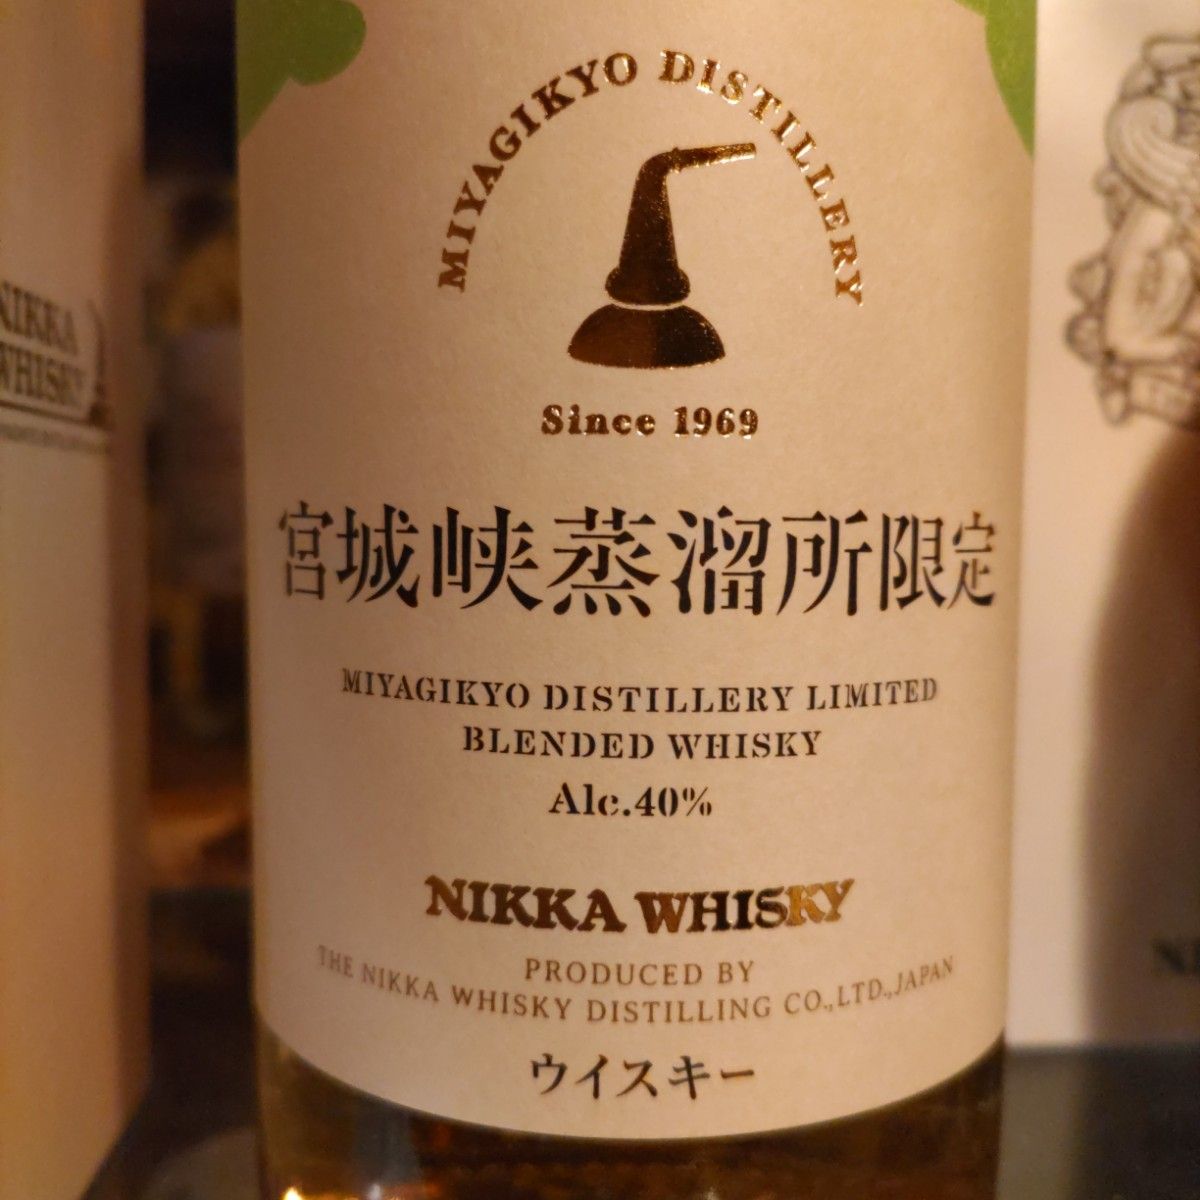 MIYAGIKYO DISTILLERY
Since 1969
宮城峡蒸溜所限定
MIYAGIKYO DISTILLERY LIMITED
BLENDED WHISKY
Alc.40%
NIKKA WHISKY
PRODUCED BY
THE NIKKA WHISKY DISTILLING CO.,LTD.,JAPAN
ウイスキー
NIKKA
WHISKY